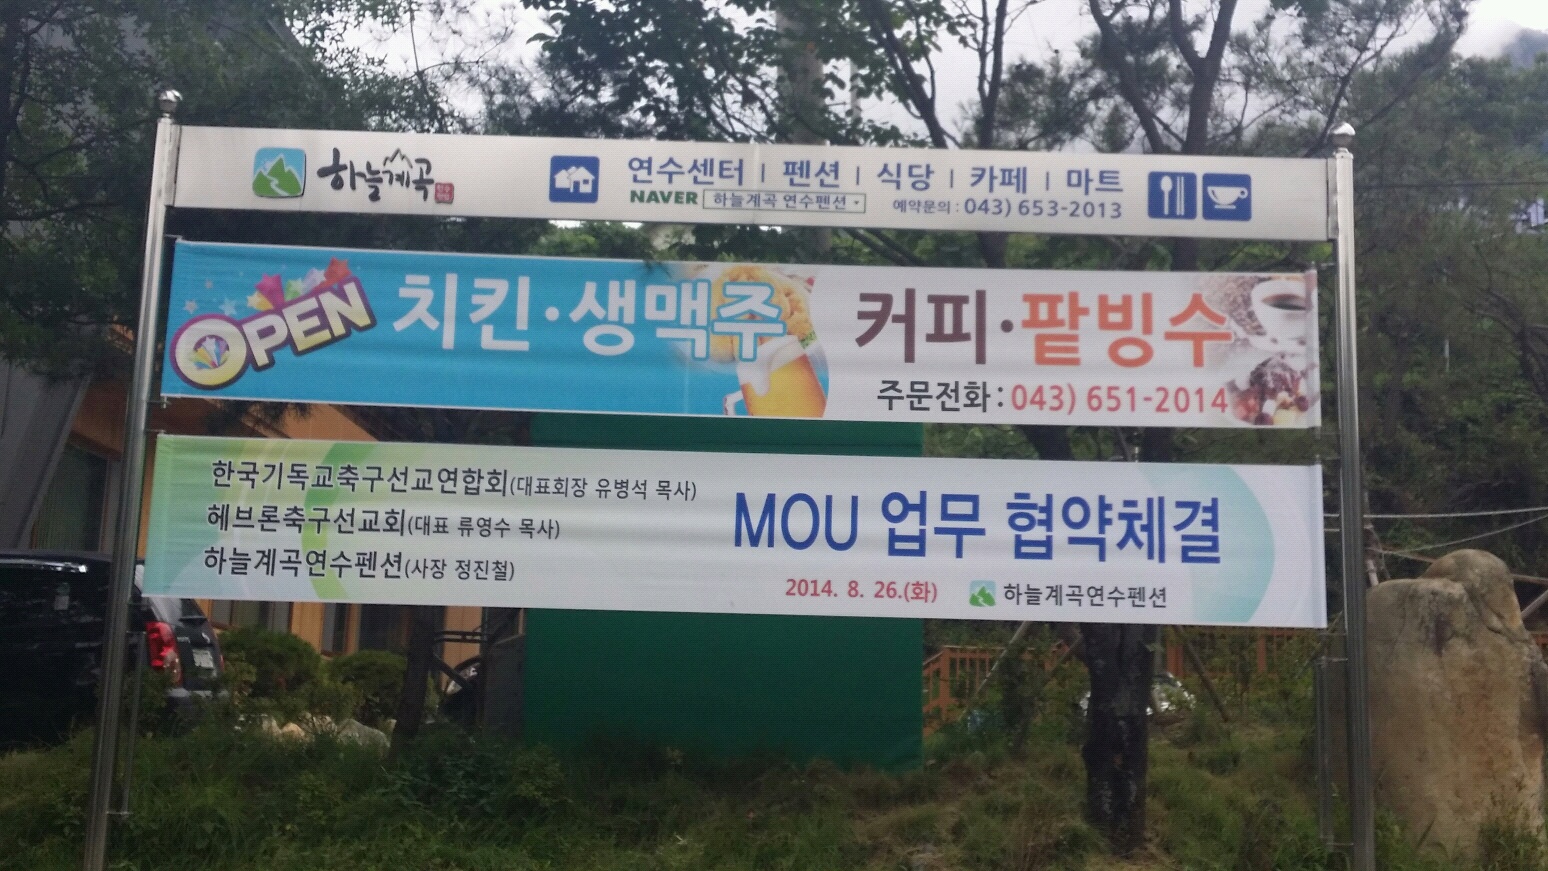 하늘계곡
연수센터 | 펜션 | 식당 | 카페 | 마트
NAVER 하늘계곡 연수펜션
예약문의 : 043) 653-2013
OPEN
치킨·생맥주
커피·팥빙수
주문전화 : 043) 651-2014
한국기독교축구선교연합회(대표회장 유병석 목사)
헤브론축구선교회(대표 류영수 목사)
하늘계곡연수펜션(사장 정진철)
MOU 업무 협약체결
2014. 8. 26.(화)
하늘계곡연수펜션